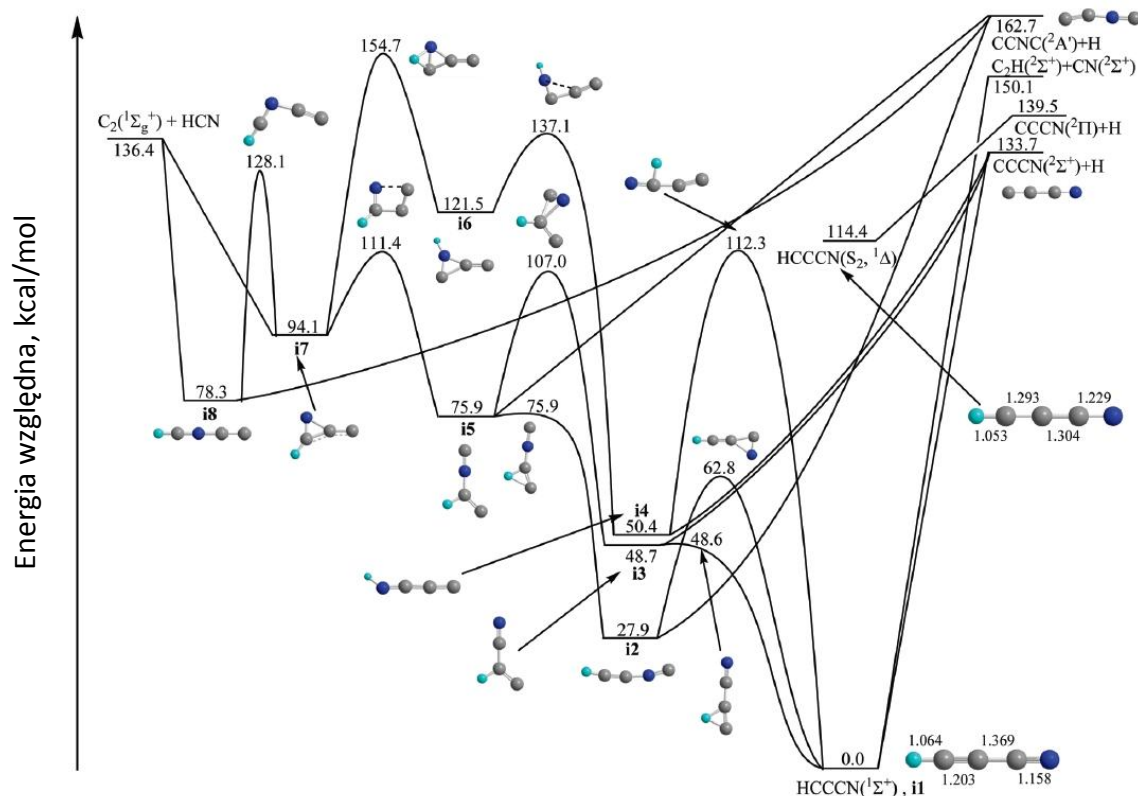 Energia względna, kcal/mol
C₂(¹Σg⁺) + HCN
136.4
128.1
154.7
137.1
121.5
i6
111.4
107.0
94.1
i7
78.3
i8
75.9
i5
75.9
162.7
CCNC(²A')+H
C₂H(²Σ⁺)+CN(²Σ⁺)
150.1
139.5
CCCN(²Π)+H
133.7
CCCN(²Σ⁺)+H
114.4
HCCCN(S₂, ¹Δ)
112.3
1.293
1.229
1.053
1.304
62.8
i4
50.4
48.7
i3
48.6
27.9
i2
0.0
HCCCN(¹Σ⁺) , i1
1.064
1.369
1.203
1.158